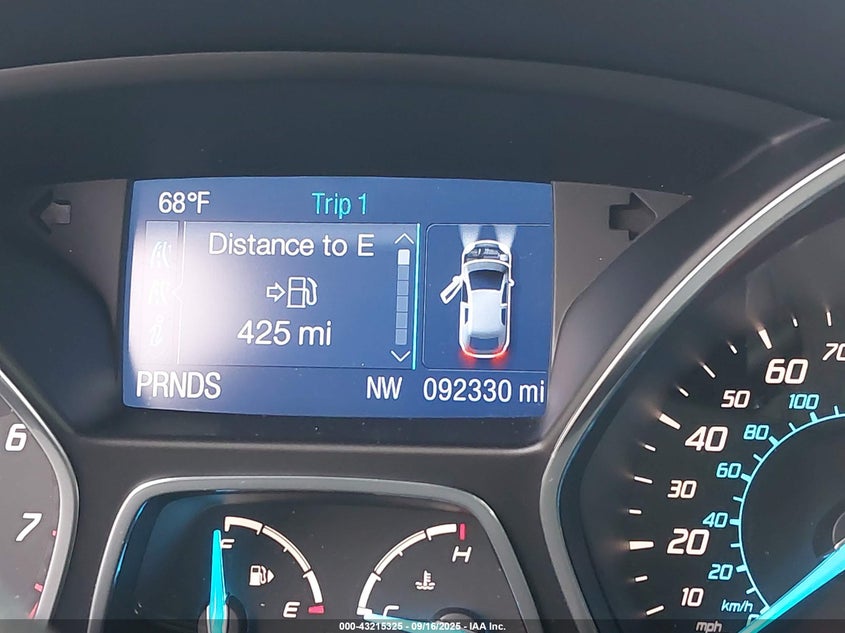 68°F Trip 1
Distance to E
425 mi
PRNDS NW 092330 mi
6
7
F
E
H
C
70
60
50
100
40
80
60
30
40
20
20
10
km/h
0
mph
000-43215325 - 09/16/2025 - IAA Inc.